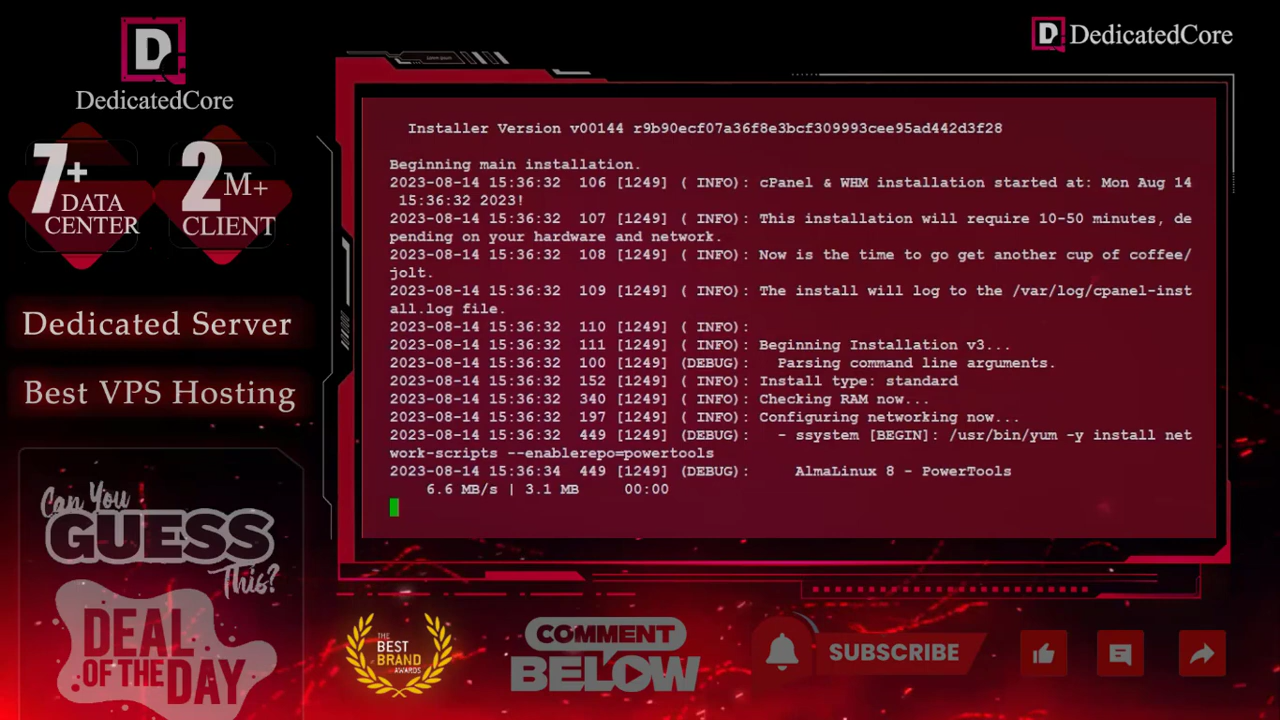 D
DedicatedCore
D DedicatedCore
7+
DATA
CENTER
2
M+
CLIENT
Dedicated Server
Best VPS Hosting
Can You
GUESS
This?
DEAL
OF THE
DAY
Installer Version v00144 r9b90ecf07a36f8e3bcf309993cee95ad442d3f28
Beginning main installation.
2023-08-14 15:36:32  106 [1249] ( INFO): cPanel & WHM installation started at: Mon Aug 14
 15:36:32 2023!
2023-08-14 15:36:32  107 [1249] ( INFO): This installation will require 10-50 minutes, de
pending on your hardware and network.
2023-08-14 15:36:32  108 [1249] ( INFO): Now is the time to go get another cup of coffee/
jolt.
2023-08-14 15:36:32  109 [1249] ( INFO): The install will log to the /var/log/cpanel-inst
all.log file.
2023-08-14 15:36:32  110 [1249] ( INFO):
2023-08-14 15:36:32  111 [1249] ( INFO): Beginning Installation v3...
2023-08-14 15:36:32  100 [1249] (DEBUG):   Parsing command line arguments.
2023-08-14 15:36:32  152 [1249] ( INFO): Install type: standard
2023-08-14 15:36:32  340 [1249] ( INFO): Checking RAM now...
2023-08-14 15:36:32  197 [1249] ( INFO): Configuring networking now...
2023-08-14 15:36:32  449 [1249] (DEBUG):   - ssystem [BEGIN]: /usr/bin/yum -y install net
work-scripts --enablerepo=powertools
2023-08-14 15:36:34  449 [1249] (DEBUG):     AlmaLinux 8 - PowerTools
    6.6 MB/s | 3.1 MB     00:00
THE
BEST
BRAND
AWARDS
COMMENT
BELOW
SUBSCRIBE